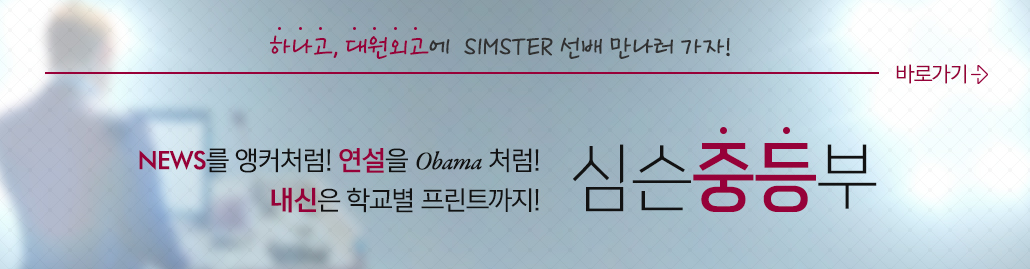 하나고, 대원외고에 SIMSTER 선배 만나러 가자!
바로가기
NEWS를 앵커처럼! 연설을 Obama 처럼!
내신은 학교별 프린트까지!
심슨중등부